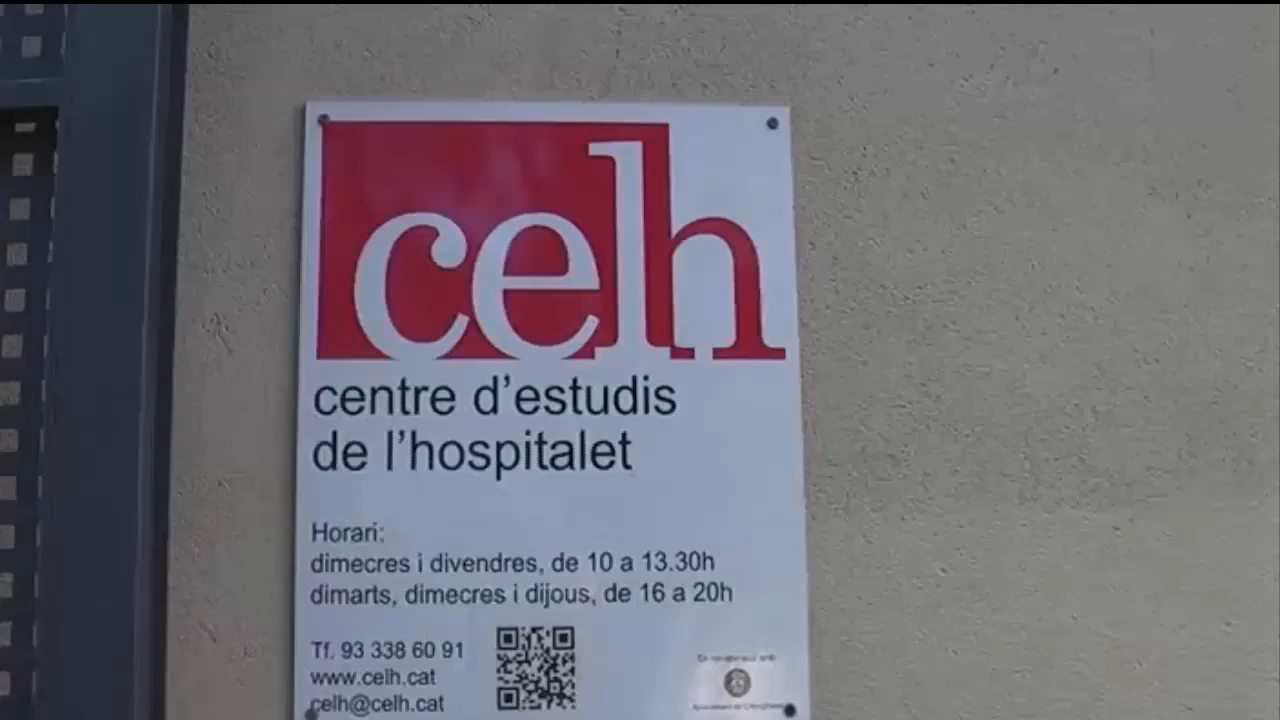 celh
centre d'estudis
de l'hospitalet
Horari:
dimecres i divendres, de 10 a 13.30h
dimarts, dimecres i dijous, de 16 a 20h
Tf. 93 338 60 91
www.celh.cat
celh@celh.cat